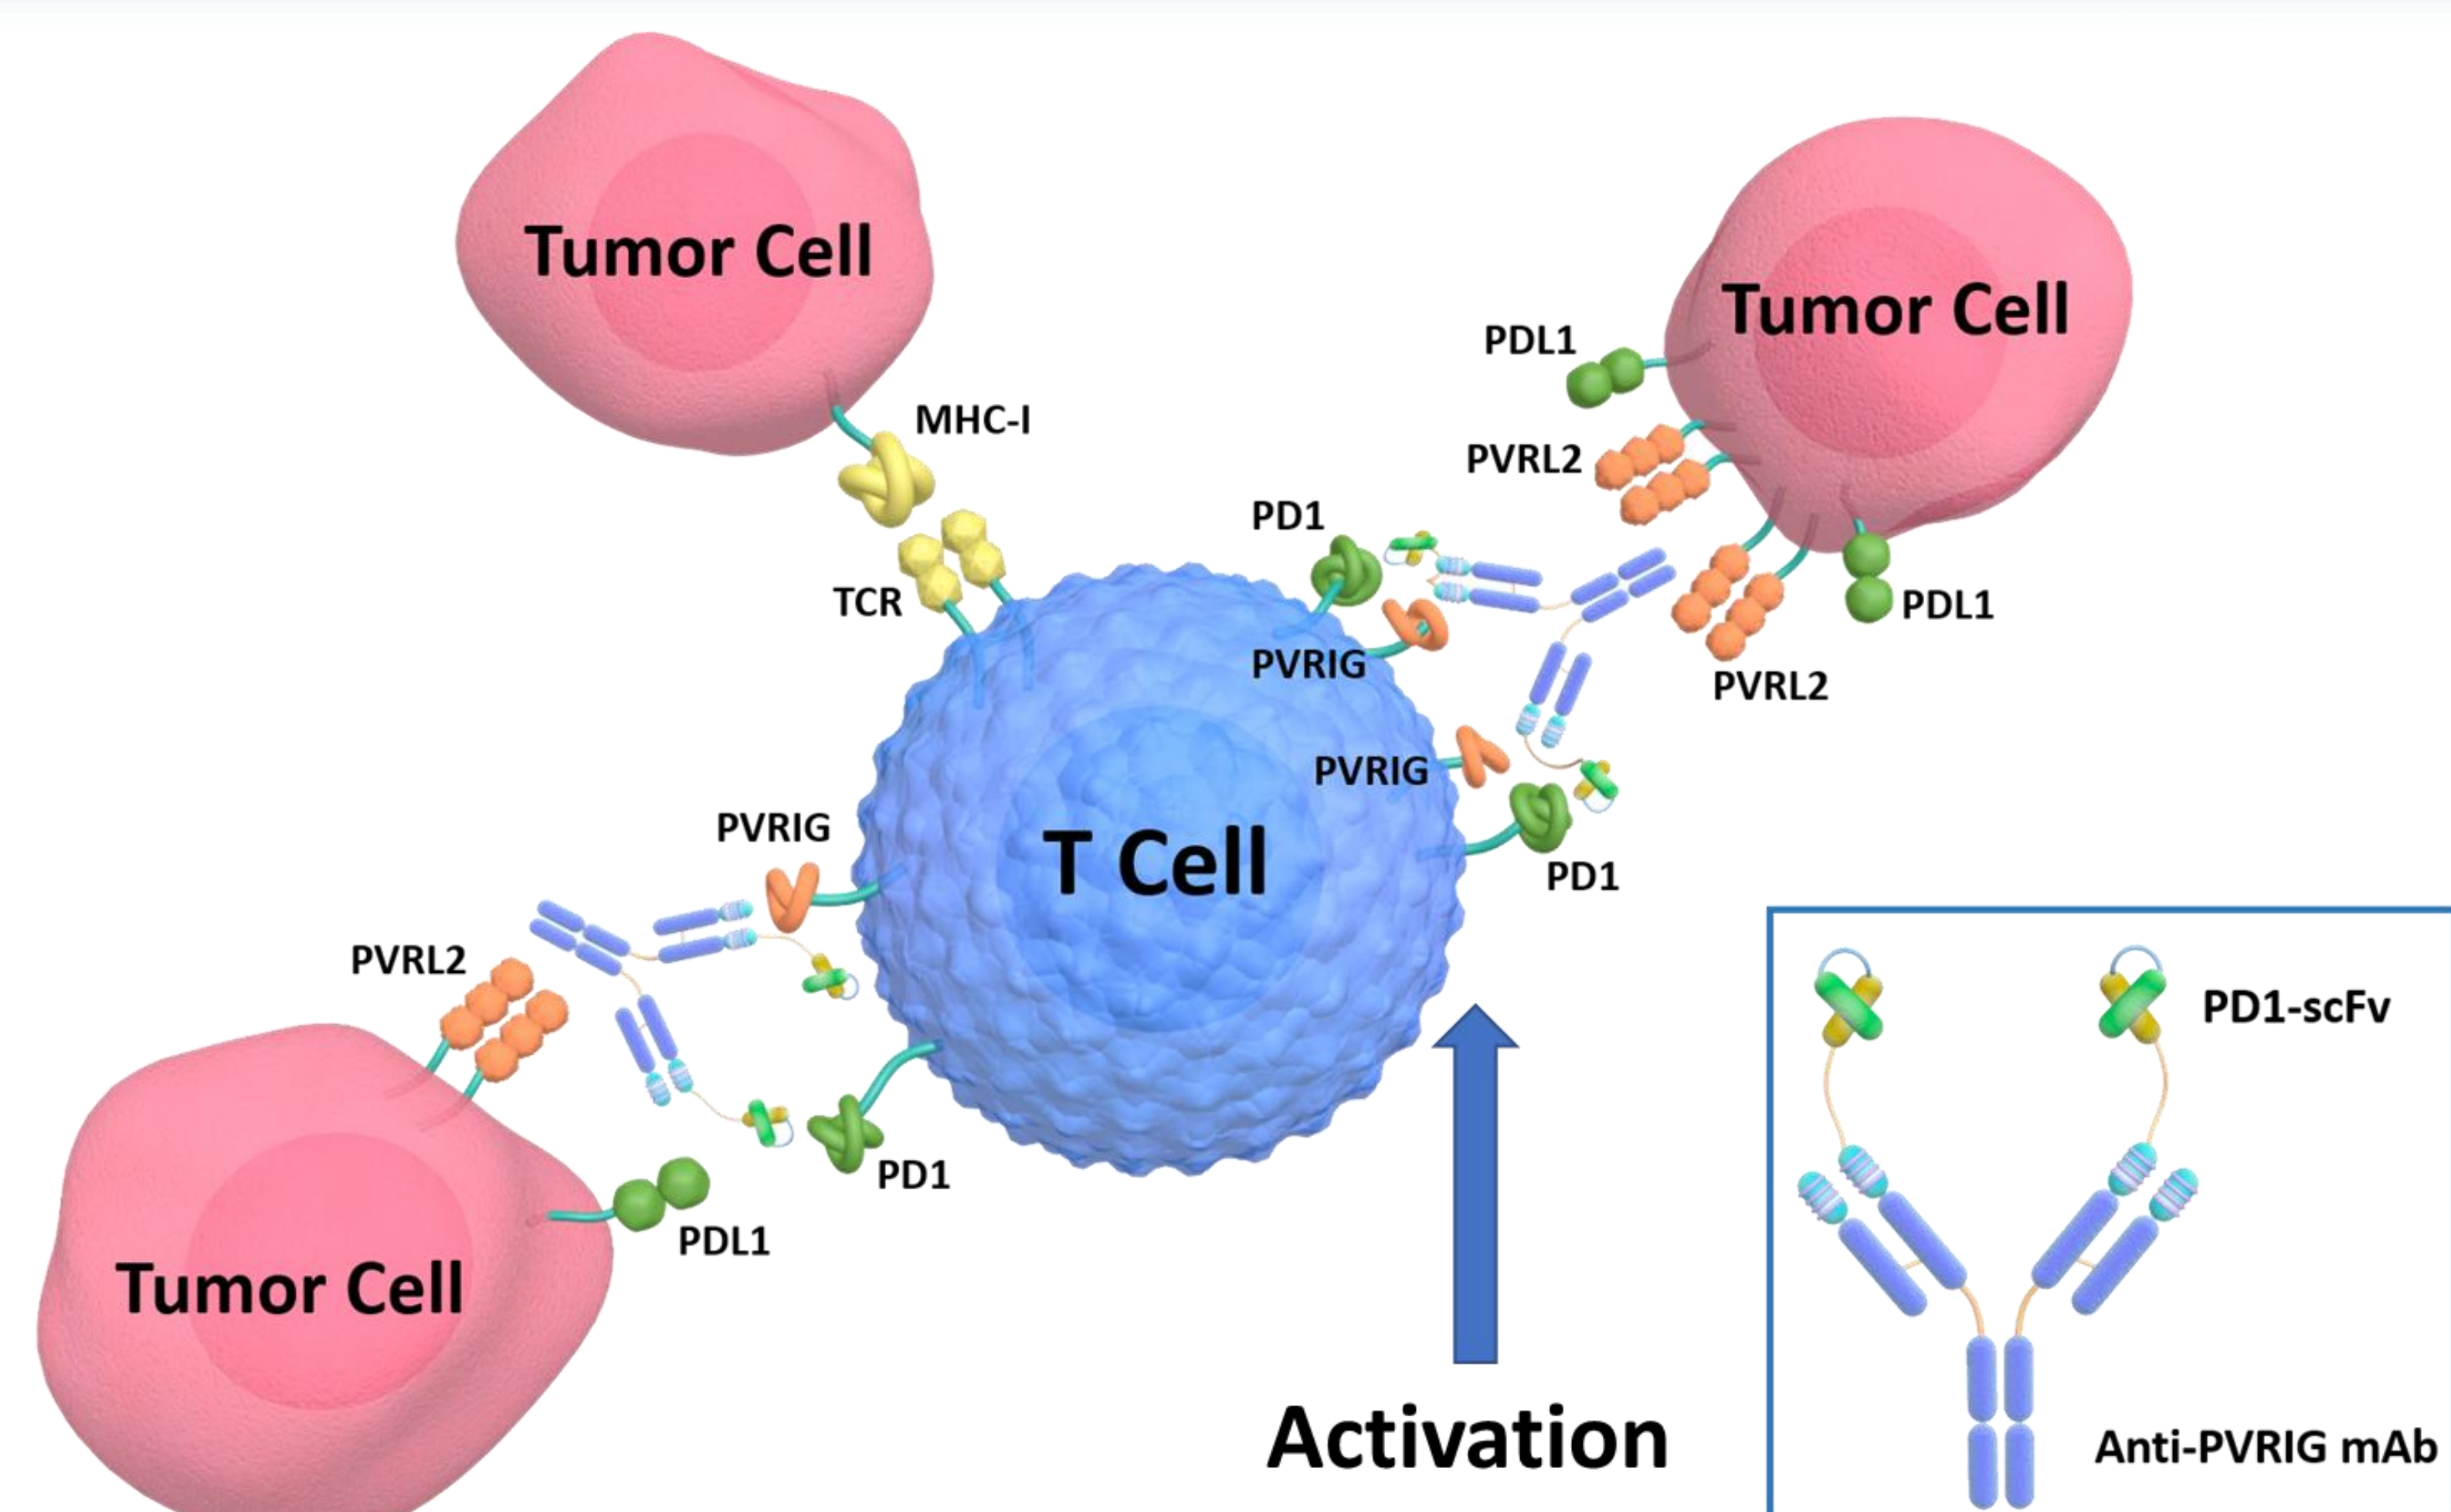 Tumor Cell
MHC-I
TCR
Tumor Cell
PDL1
PVRL2
PD1
PDL1
PVRIG
PVRL2
PVRIG
PD1
T Cell
PVRIG
PVRL2
PD1
PDL1
Tumor Cell
Activation
PD1-scFv
Anti-PVRIG mAb